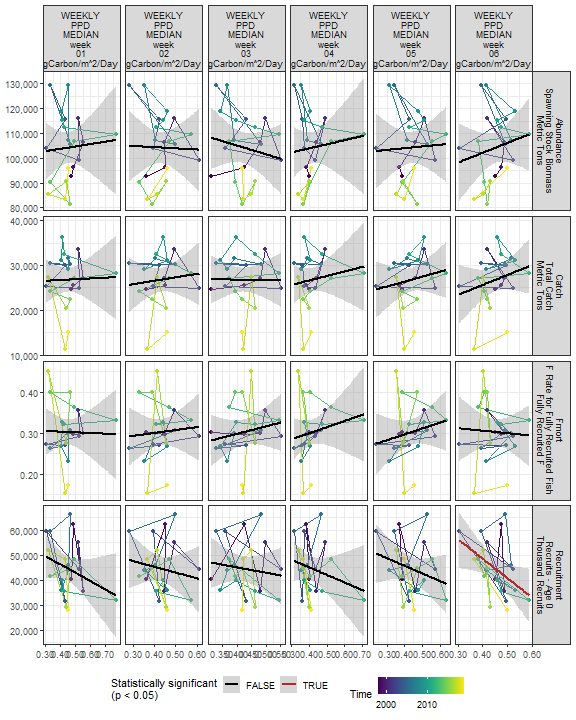 WEEKLY WEEKLY WEEKLY WEEKLY WEEKLY WEEKLY
PPD PPD PPD PPD PPD PPD
MEDIAN MEDIAN MEDIAN MEDIAN MEDIAN MEDIAN
week week week week week week
01 02 03 04 05 06
gCarbon/m^2/Day gCarbon/m^2/Day gCarbon/m^2/Day gCarbon/m^2/Day gCarbon/m^2/Day gCarbon/m^2/Day
130,000
120,000
110,000
100,000
90,000
80,000
Abundance
Spawning Stock Biomass
Metric Tons
40,000
30,000
20,000
10,000
Catch
Total Catch
Metric Tons
0.40
0.30
0.20
Fmort
F Rate for Fully Recruited Fish
Fully Recruited F
60,000
50,000
40,000
30,000
20,000
Recruitment
Recruits - Age 0
Thousand Recruits
0.30 0.40 0.50 0.60 0.70 0.30 0.40 0.50 0.60 0.30 0.40 0.50 0.60 0.70 0.30 0.40 0.50 0.60 0.30 0.40 0.50 0.60
Statistically significant
(p < 0.05)
FALSE TRUE
Time
2000 2010